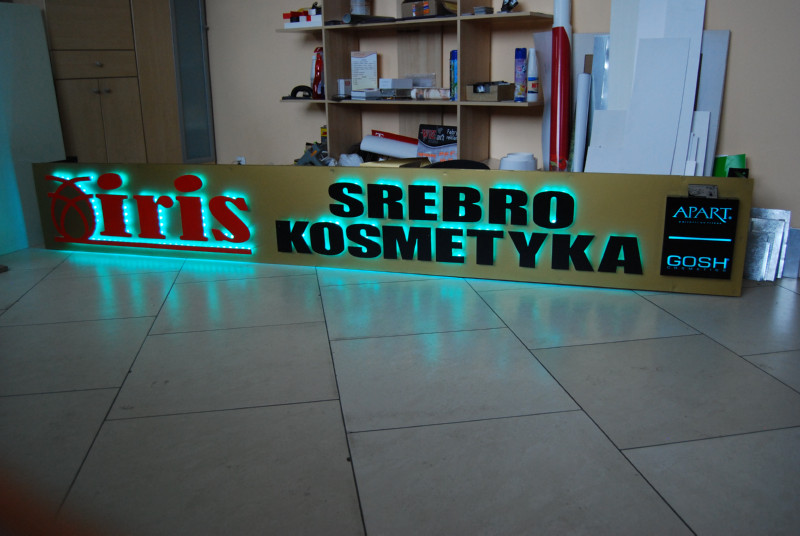 iris
SREBRO
KOSMETYKA
APART
GOSH